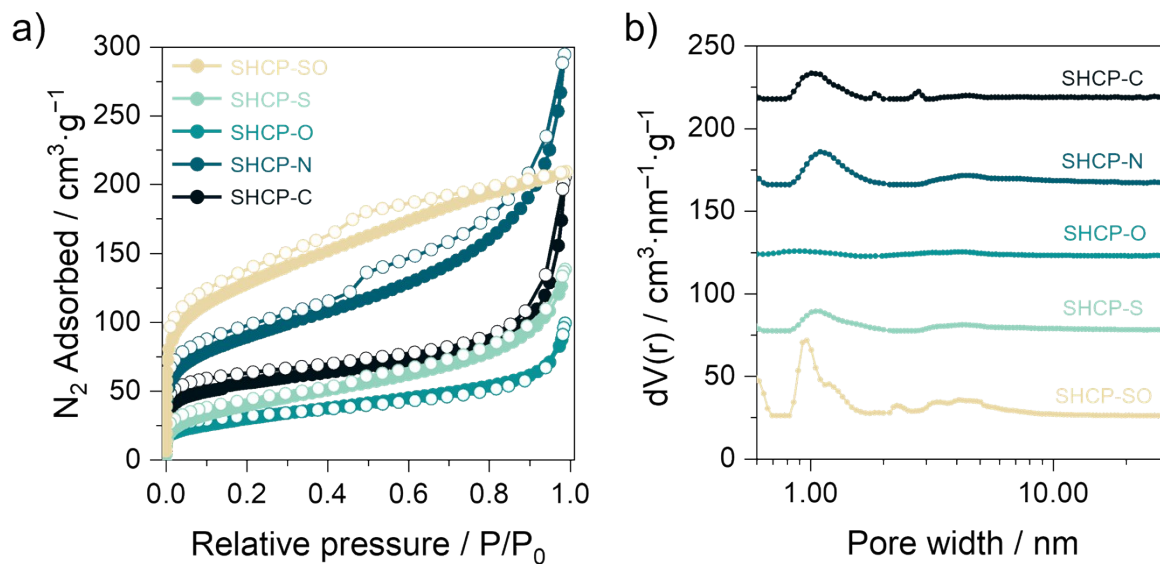 a)
N₂ Adsorbed / cm³·g⁻¹
300
250
200
150
100
50
0
SHCP-SO
SHCP-S
SHCP-O
SHCP-N
SHCP-C
0.0 0.2 0.4 0.6 0.8 1.0
Relative pressure / P/P₀
b)
dV(r) / cm³·nm⁻¹·g⁻¹
250
200
150
100
50
0
SHCP-C
SHCP-N
SHCP-O
SHCP-S
SHCP-SO
1.00 10.00
Pore width / nm